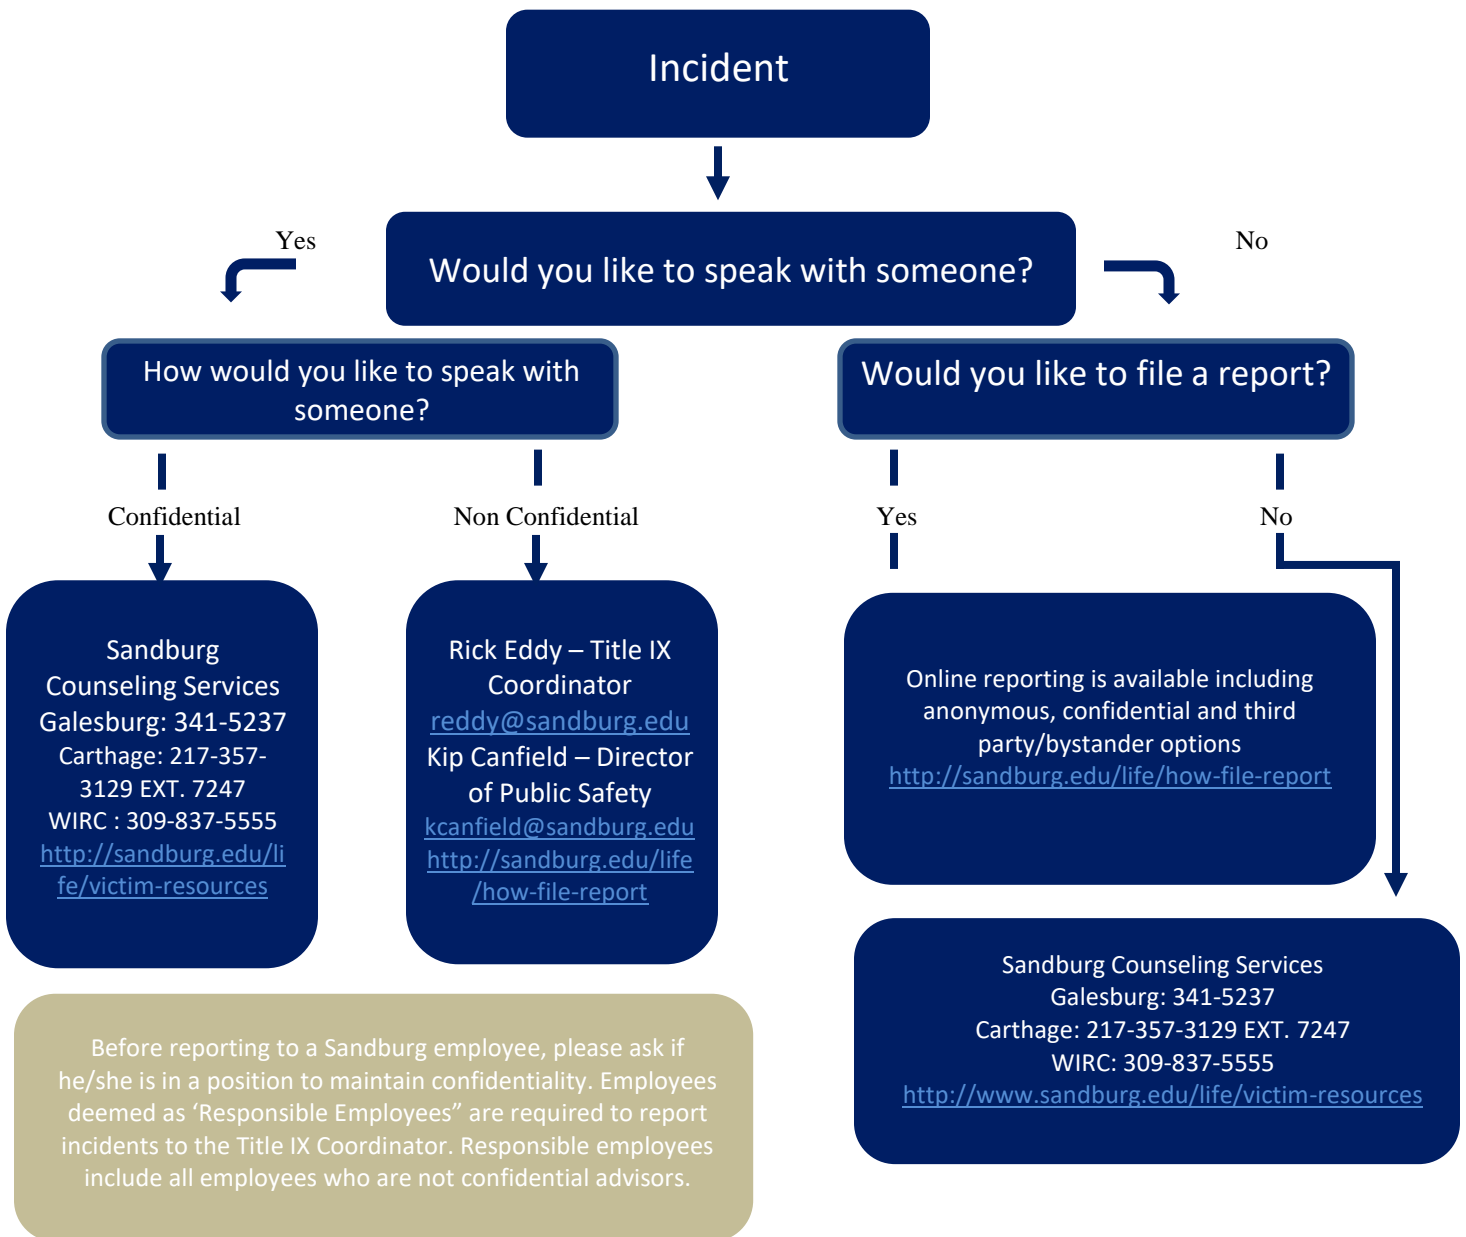 Incident
Yes
No
Would you like to speak with someone?
How would you like to speak with
someone?
Would you like to file a report?
Confidential
Non Confidential
Yes
No
Sandburg
Counseling Services
Galesburg: 341-5237
Carthage: 217-357-
3129 EXT. 7247
WIRC : 309-837-5555
http://sandburg.edu/li
fe/victim-resources
Rick Eddy – Title IX
Coordinator
reddy@sandburg.edu
Kip Canfield – Director
of Public Safety
kcanfield@sandburg.edu
http://sandburg.edu/life
/how-file-report
Online reporting is available including
anonymous, confidential and third
party/bystander options
http://sandburg.edu/life/how-file-report
Sandburg Counseling Services
Galesburg: 341-5237
Carthage: 217-357-3129 EXT. 7247
WIRC: 309-837-5555
http://www.sandburg.edu/life/victim-resources
Before reporting to a Sandburg employee, please ask if
he/she is in a position to maintain confidentiality. Employees
deemed as ‘Responsible Employees” are required to report
incidents to the Title IX Coordinator. Responsible employees
include all employees who are not confidential advisors.